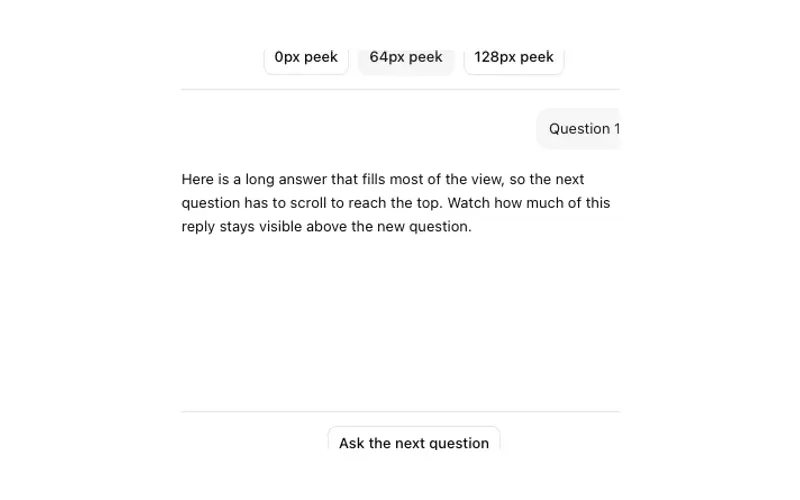 0px peek 64px peek 128px peek
Question 1
Here is a long answer that fills most of the view, so the next
question has to scroll to reach the top. Watch how much of this
reply stays visible above the new question.
Ask the next question